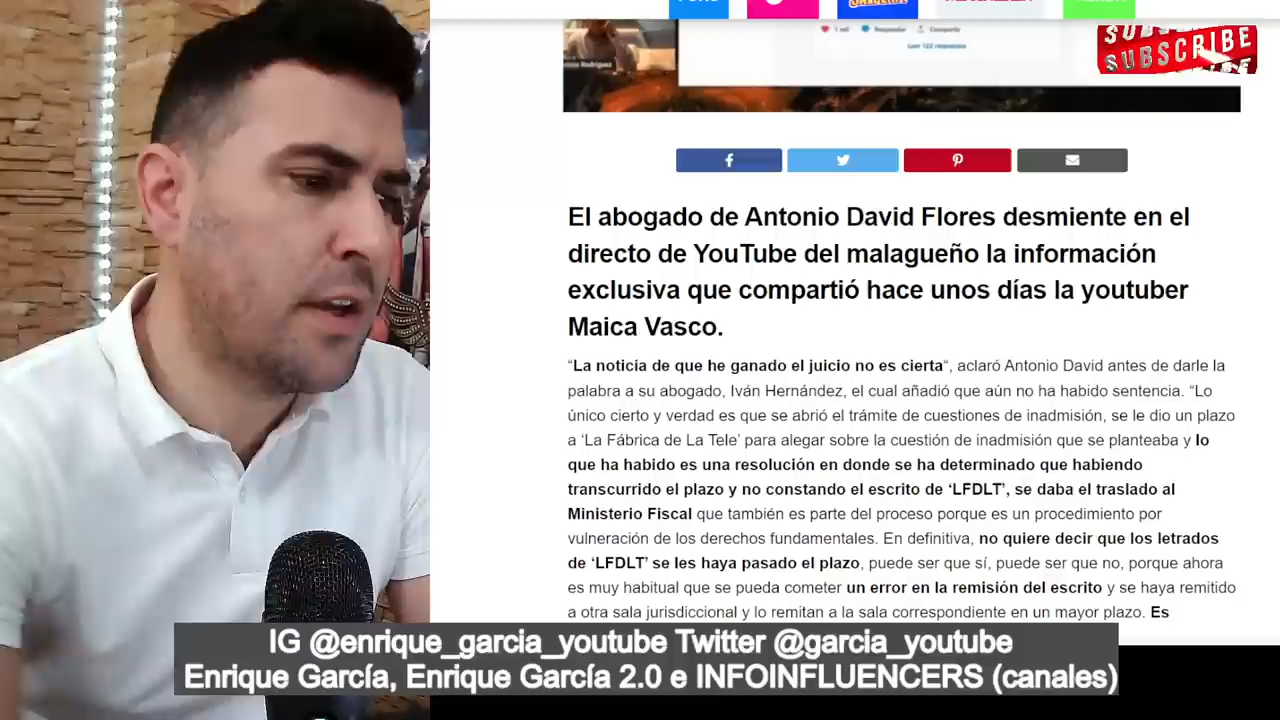 SUBSCRIBE
Leer 122 respuestas
El abogado de Antonio David Flores desmiente en el
directo de YouTube del malagueño la información
exclusiva que compartió hace unos días la youtuber
Maica Vasco.
“La noticia de que he ganado el juicio no es cierta“, aclaró Antonio David antes de darle la
palabra a su abogado, Iván Hernández, el cual añadió que aún no ha habido sentencia. “Lo
único cierto y verdad es que se abrió el trámite de cuestiones de inadmisión, se le dio un plazo
a ‘La Fábrica de La Tele’ para alegar sobre la cuestión de inadmisión que se planteaba y lo
que ha habido es una resolución en donde se ha determinado que habiendo
transcurrido el plazo y no constando el escrito de ‘LFDLT’, se daba el traslado al
Ministerio Fiscal que también es parte del proceso porque es un procedimiento por
vulneración de los derechos fundamentales. En definitiva, no quiere decir que los letrados
de ‘LFDLT’ se les haya pasado el plazo, puede ser que sí, puede ser que no, porque ahora
es muy habitual que se pueda cometer un error en la remisión del escrito y se haya remitido
a otra sala jurisdiccional y lo remitan a la sala correspondiente en un mayor plazo. Es
IG @enrique_garcia_youtube Twitter @garcia_youtube
Enrique García, Enrique García 2.0 e INFOINFLUENCERS (canales)